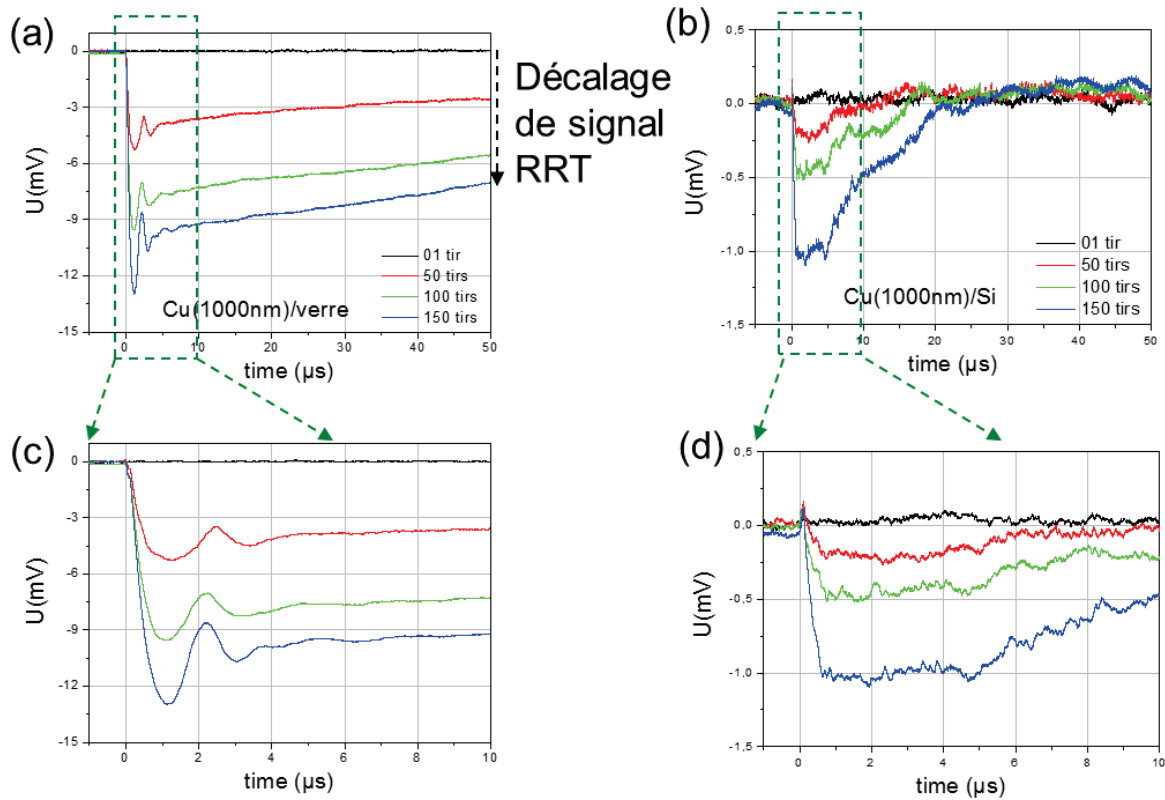 (a)
U(mV)
0
-3
-6
-9
-12
-15
01 tir
50 tirs
100 tirs
150 tirs
Cu(1000nm)/verre
0 10 20 30 40 50
time (µs)
Décalage
de signal
RRT
(b)
U(mV)
0,5
0,0
-0,5
-1,0
-1,5
01 tir
50 tirs
100 tirs
150 tirs
Cu(1000nm)/Si
0 10 20 30 40 50
time (µs)
(c)
U(mV)
0
-3
-6
-9
-12
-15
0 2 4 6 8 10
time (µs)
(d)
U(mV)
0,5
0,0
-0,5
-1,0
-1,5
0 2 4 6 8 10
time (µs)